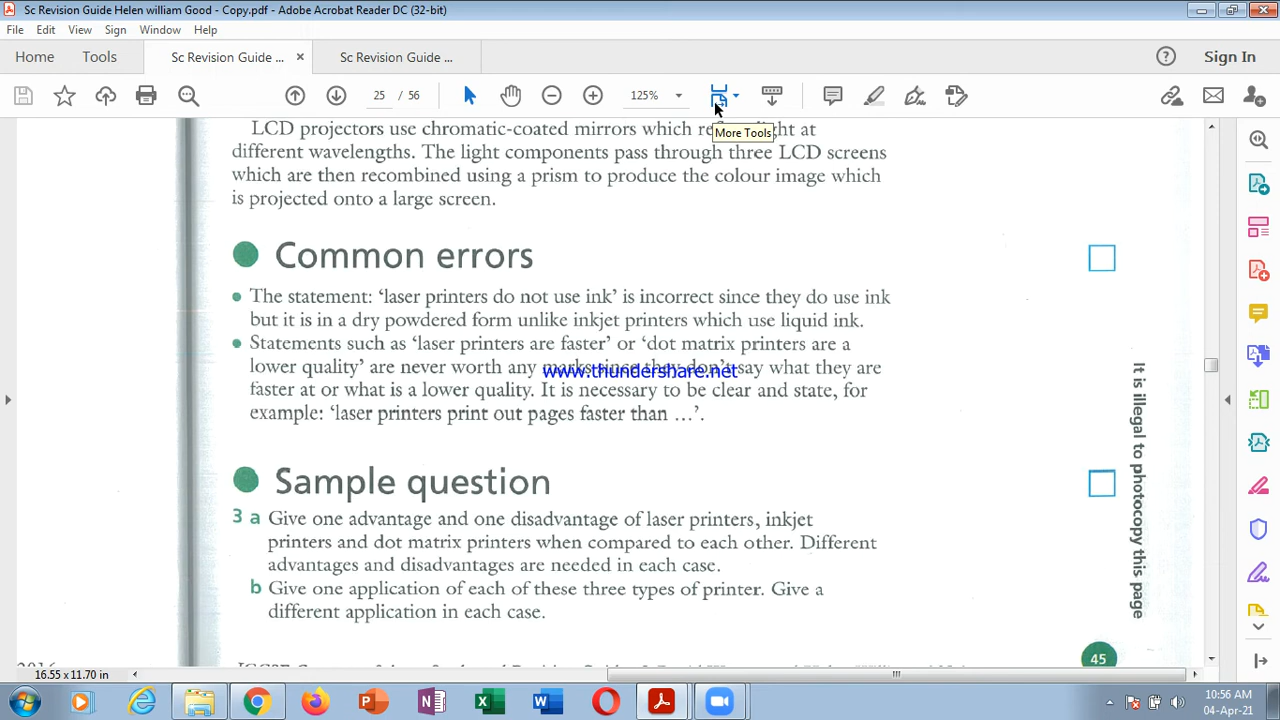 Sc Revision Guide Helen william Good - Copy.pdf - Adobe Acrobat Reader DC (32-bit)
File Edit View Sign Window Help
Home Tools Sc Revision Guide ... × Sc Revision Guide ... Sign In
25 / 56 125%
More Tools
LCD projectors use chromatic-coated mirrors which reflect light at
different wavelengths. The light components pass through three LCD screens
which are then recombined using a prism to produce the colour image which
is projected onto a large screen.
Common errors
The statement: ‘laser printers do not use ink’ is incorrect since they do use ink
but it is in a dry powdered form unlike inkjet printers which use liquid ink.
Statements such as ‘laser printers are faster’ or ‘dot matrix printers are a
lower quality’ are never worth any marks since they don’t say what they are
www.thundershare.net
faster at or what is a lower quality. It is necessary to be clear and state, for
example: ‘laser printers print out pages faster than ...’.
Sample question
3 a Give one advantage and one disadvantage of laser printers, inkjet
printers and dot matrix printers when compared to each other. Different
advantages and disadvantages are needed in each case.
b Give one application of each of these three types of printer. Give a
different application in each case.
It is illegal to photocopy this page
45
16.55 x 11.70 in
10:56 AM
04-Apr-21